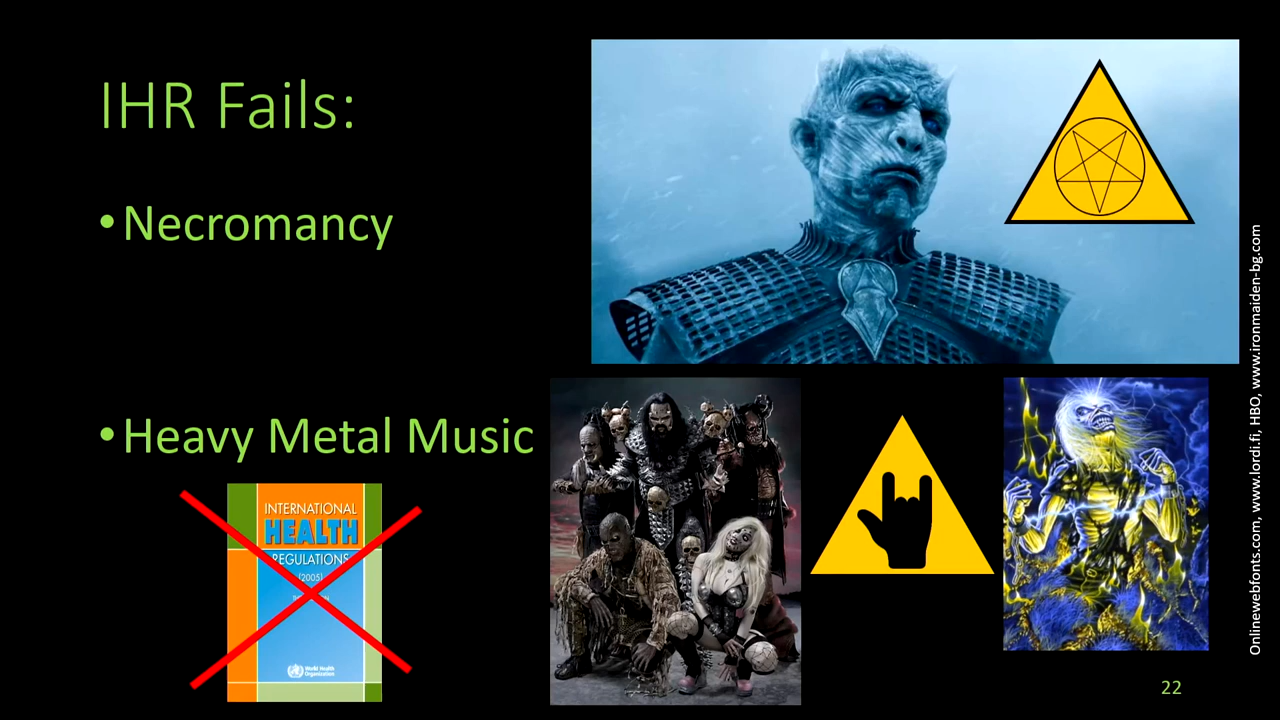 IHR Fails:
•Necromancy
•Heavy Metal Music
INTERNATIONAL
HEALTH
REGULATIONS
(2005)
World Health
Organization
Onlinewebfonts.com, www.lordi.fi, HBO, www.ironmaiden-bg.com
22